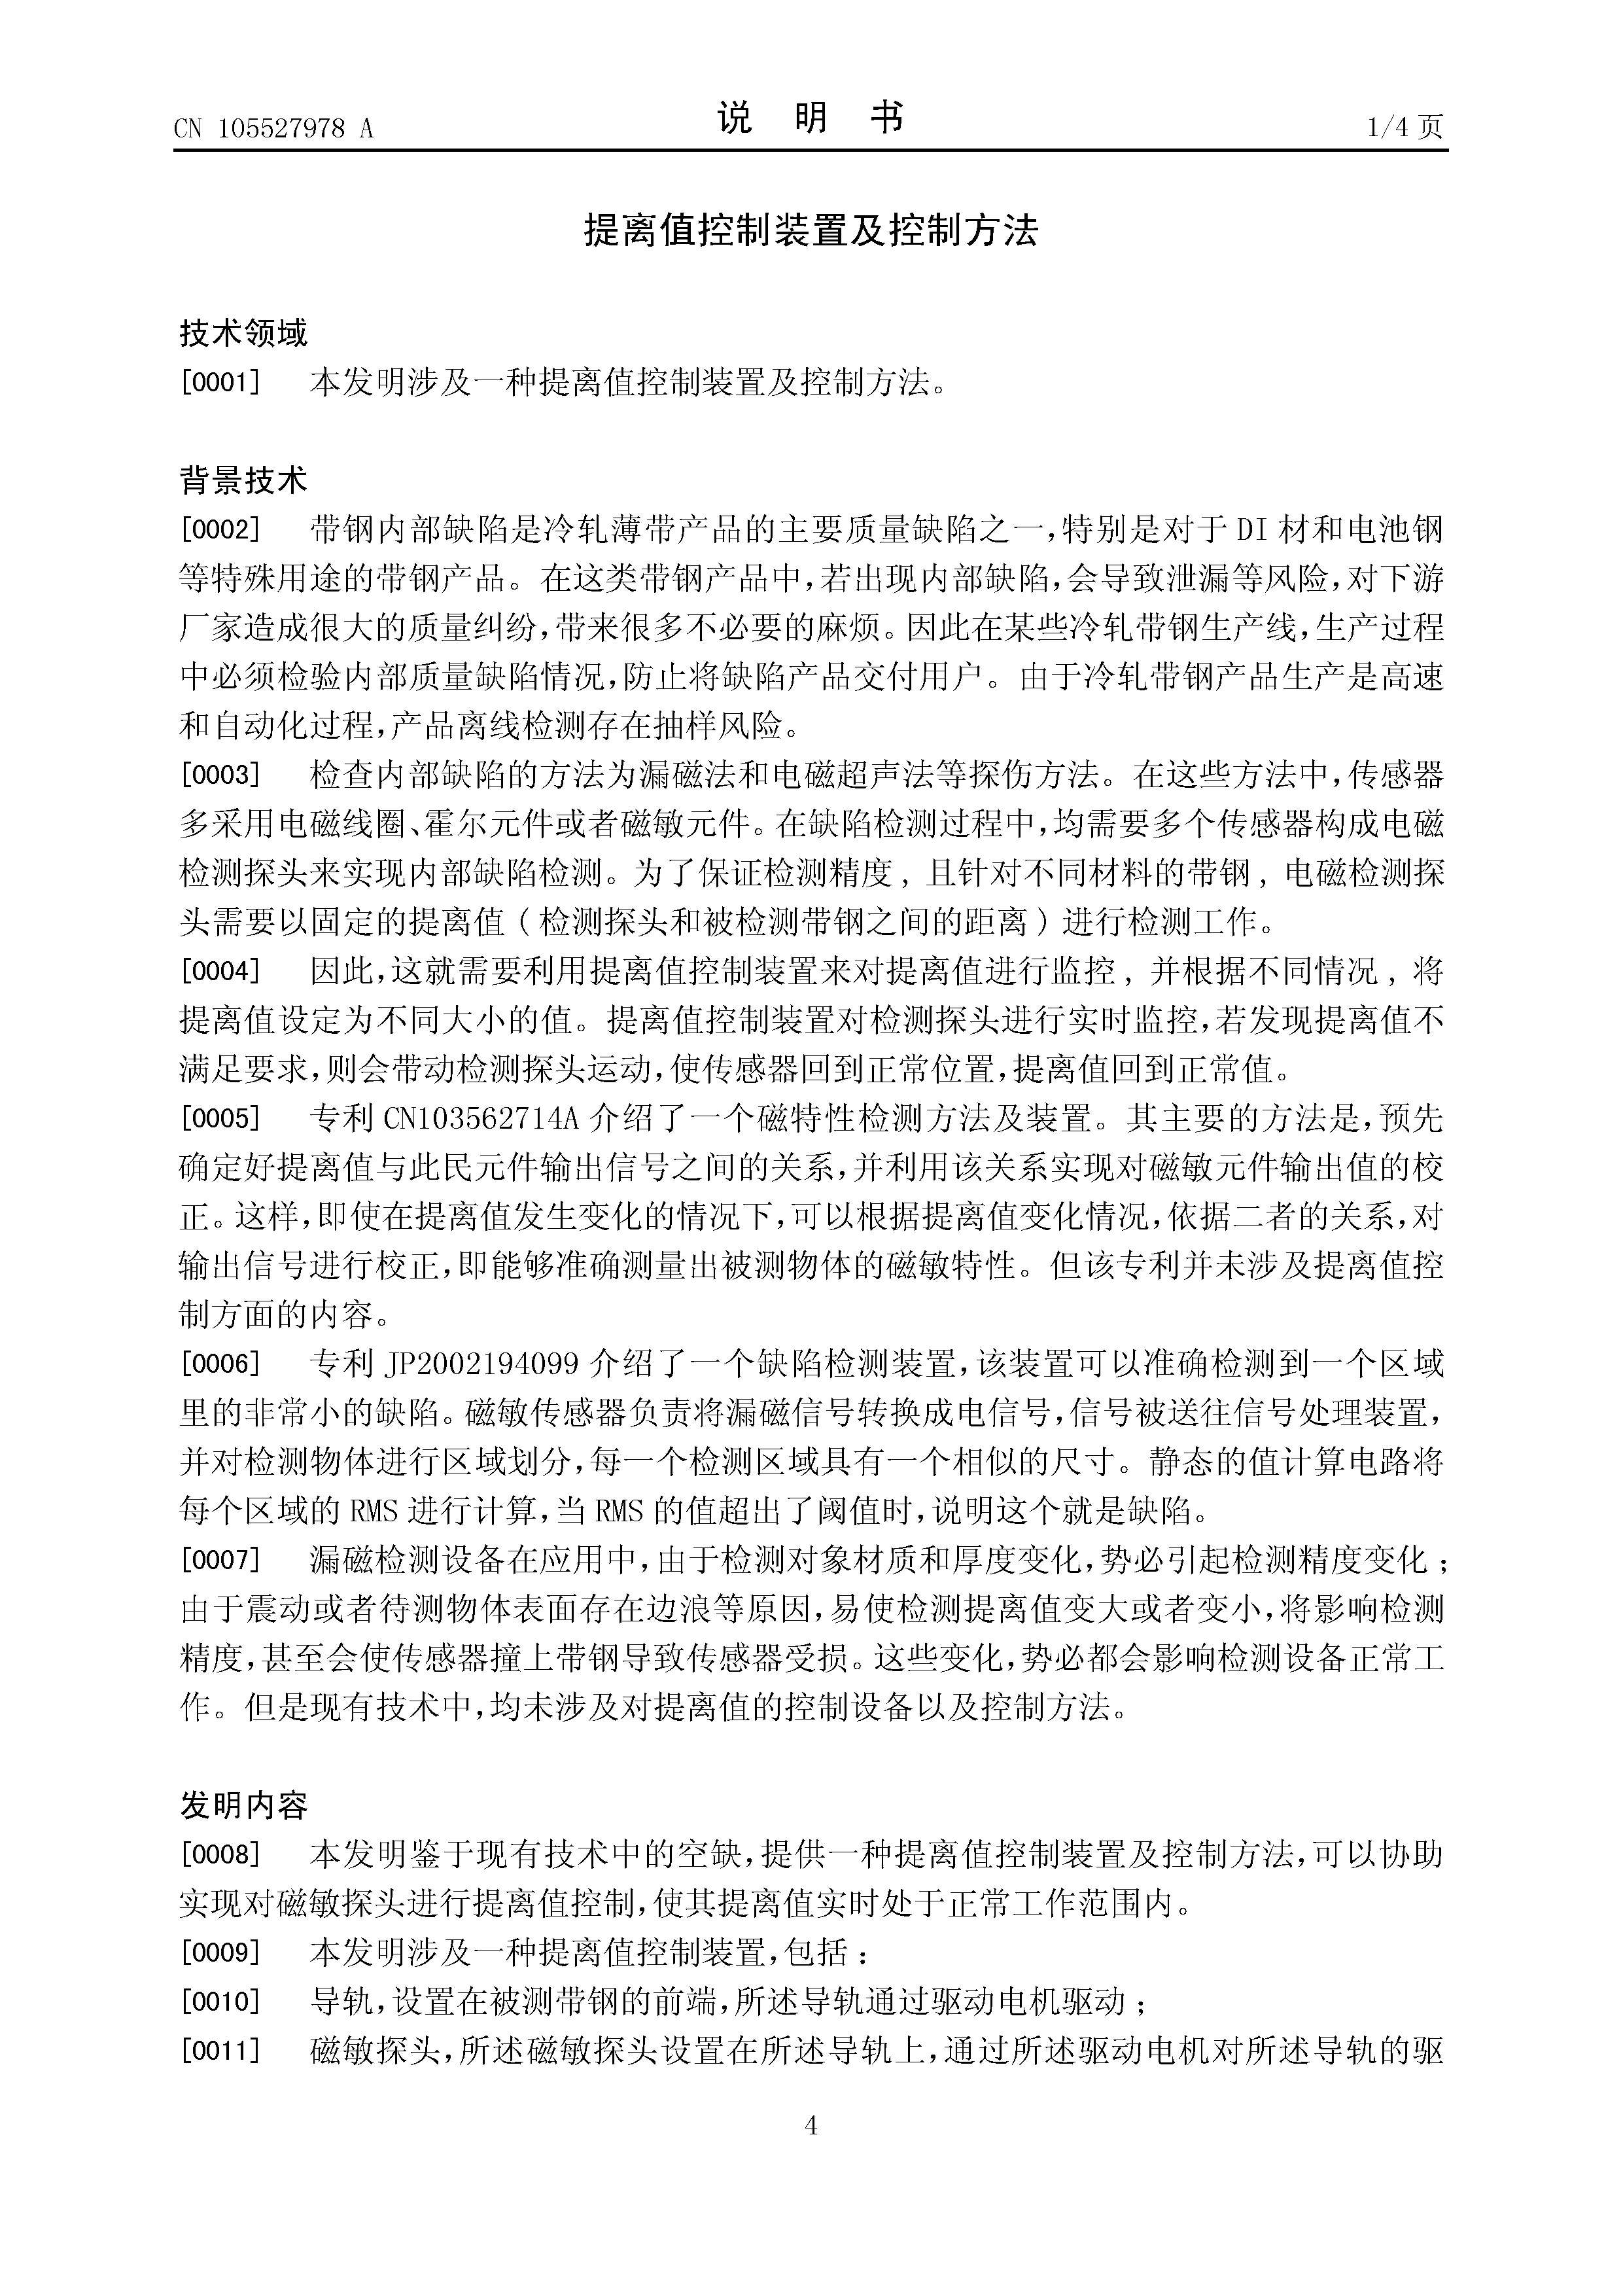 CN 105527978 A
说 明 书
1/4 页
提离值控制装置及控制方法
技术领域
[0001] 本发明涉及一种提离值控制装置及控制方法。
背景技术
[0002] 带钢内部缺陷是冷轧薄带产品的主要质量缺陷之一,特别是对于 DI 材和电池钢
等特殊用途的带钢产品。在这类带钢产品中,若出现内部缺陷,会导致泄漏等风险,对下游
厂家造成很大的质量纠纷,带来很多不必要的麻烦。因此在某些冷轧带钢生产线,生产过程
中必须检验内部质量缺陷情况,防止将缺陷产品交付用户。由于冷轧带钢产品生产是高速
和自动化过程,产品离线检测存在抽样风险。
[0003] 检查内部缺陷的方法为漏磁法和电磁超声法等探伤方法。在这些方法中,传感器
多采用电磁线圈、霍尔元件或者磁敏元件。在缺陷检测过程中,均需要多个传感器构成电磁
检测探头来实现内部缺陷检测。为了保证检测精度,且针对不同材料的带钢,电磁检测探
头需要以固定的提离值(检测探头和被检测带钢之间的距离)进行检测工作。
[0004] 因此,这就需要利用提离值控制装置来对提离值进行监控,并根据不同情况,将
提离值设定为不同大小的值。提离值控制装置对检测探头进行实时监控,若发现提离值不
满足要求,则会带动检测探头运动,使传感器回到正常位置,提离值回到正常值。
[0005] 专利 CN103562714A 介绍了一个磁特性检测方法及装置。其主要的方法是,预先
确定好提离值与此民元件输出信号之间的关系,并利用该关系实现对磁敏元件输出值的校
正。这样,即使在提离值发生变化的情况下,可以根据提离值变化情况,依据二者的关系,对
输出信号进行校正,即能够准确测量出被测物体的磁敏特性。但该专利并未涉及提离值控
制方面的内容。
[0006] 专利 JP2002194099 介绍了一个缺陷检测装置,该装置可以准确检测到一个区域
里的非常小的缺陷。磁敏传感器负责将漏磁信号转换成电信号,信号被送往信号处理装置,
并对检测物体进行区域划分,每一个检测区域具有一个相似的尺寸。静态的值计算电路将
每个区域的 RMS 进行计算,当 RMS 的值超出了阈值时,说明这个就是缺陷。
[0007] 漏磁检测设备在应用中,由于检测对象材质和厚度变化,势必引起检测精度变化;
由于震动或者待测物体表面存在边浪等原因,易使检测提离值变大或者变小,将影响检测
精度,甚至会使传感器撞上带钢导致传感器受损。这些变化,势必都会影响检测设备正常工
作。但是现有技术中,均未涉及对提离值的控制设备以及控制方法。
发明内容
[0008] 本发明鉴于现有技术中的空缺,提供一种提离值控制装置及控制方法,可以协助
实现对磁敏探头进行提离值控制,使其提离值实时处于正常工作范围内。
[0009] 本发明涉及一种提离值控制装置,包括:
[0010] 导轨,设置在被测带钢的前端,所述导轨通过驱动电机驱动;
[0011] 磁敏探头,所述磁敏探头设置在所述导轨上,通过所述驱动电机对所述导轨的驱
4